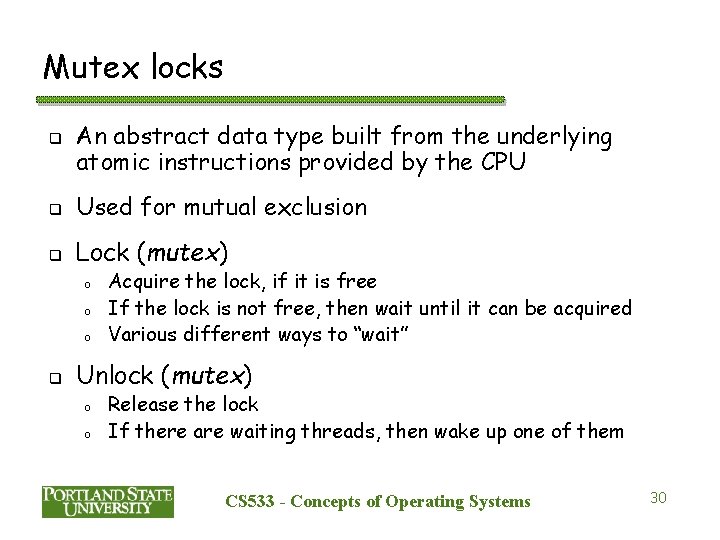 Mutex locks
An abstract data type built from the underlying
atomic instructions provided by the CPU
Used for mutual exclusion
Lock (mutex)
Acquire the lock, if it is free
If the lock is not free, then wait until it can be acquired
Various different ways to “wait”
Unlock (mutex)
Release the lock
If there are waiting threads, then wake up one of them
PORTLAND STATE
UNIVERSITY
CS533 - Concepts of Operating Systems
30